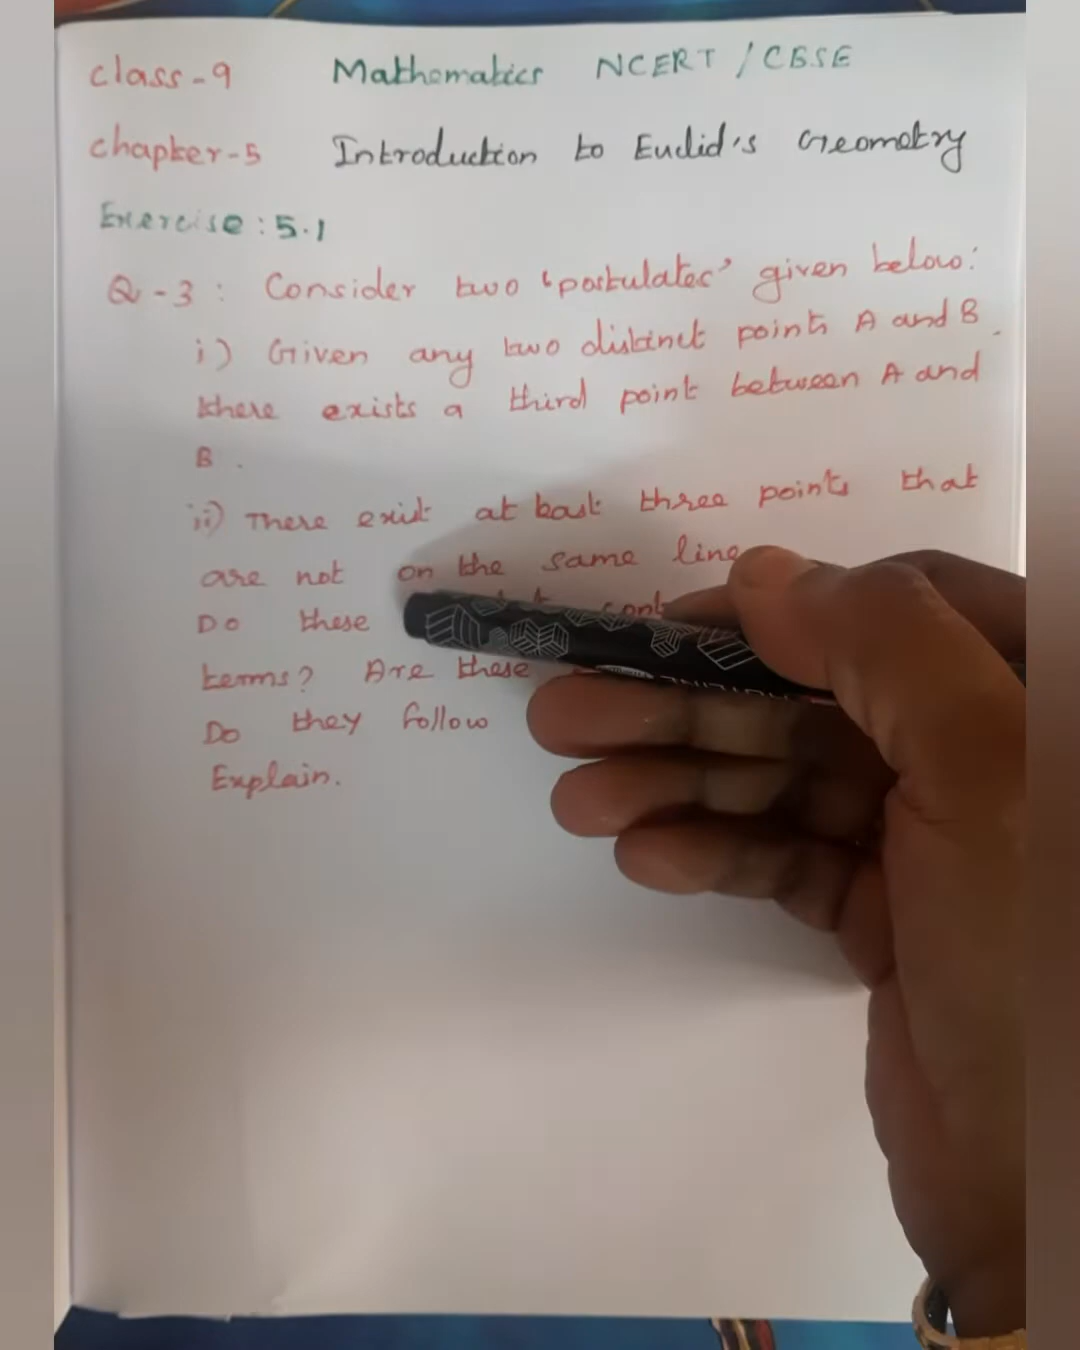 class-9 Mathematics NCERT / CBSE
chapter-5 Introduction to Euclid's Geometry
Exercise: 5.1
Q-3: Consider two 'postulates' given below:
i) Given any two distinct points A and B.
there exists a third point between A and
B.
ii) There exist at least three points that
are not on the same line
Do these
terms? Are these
Do they follow
Explain.